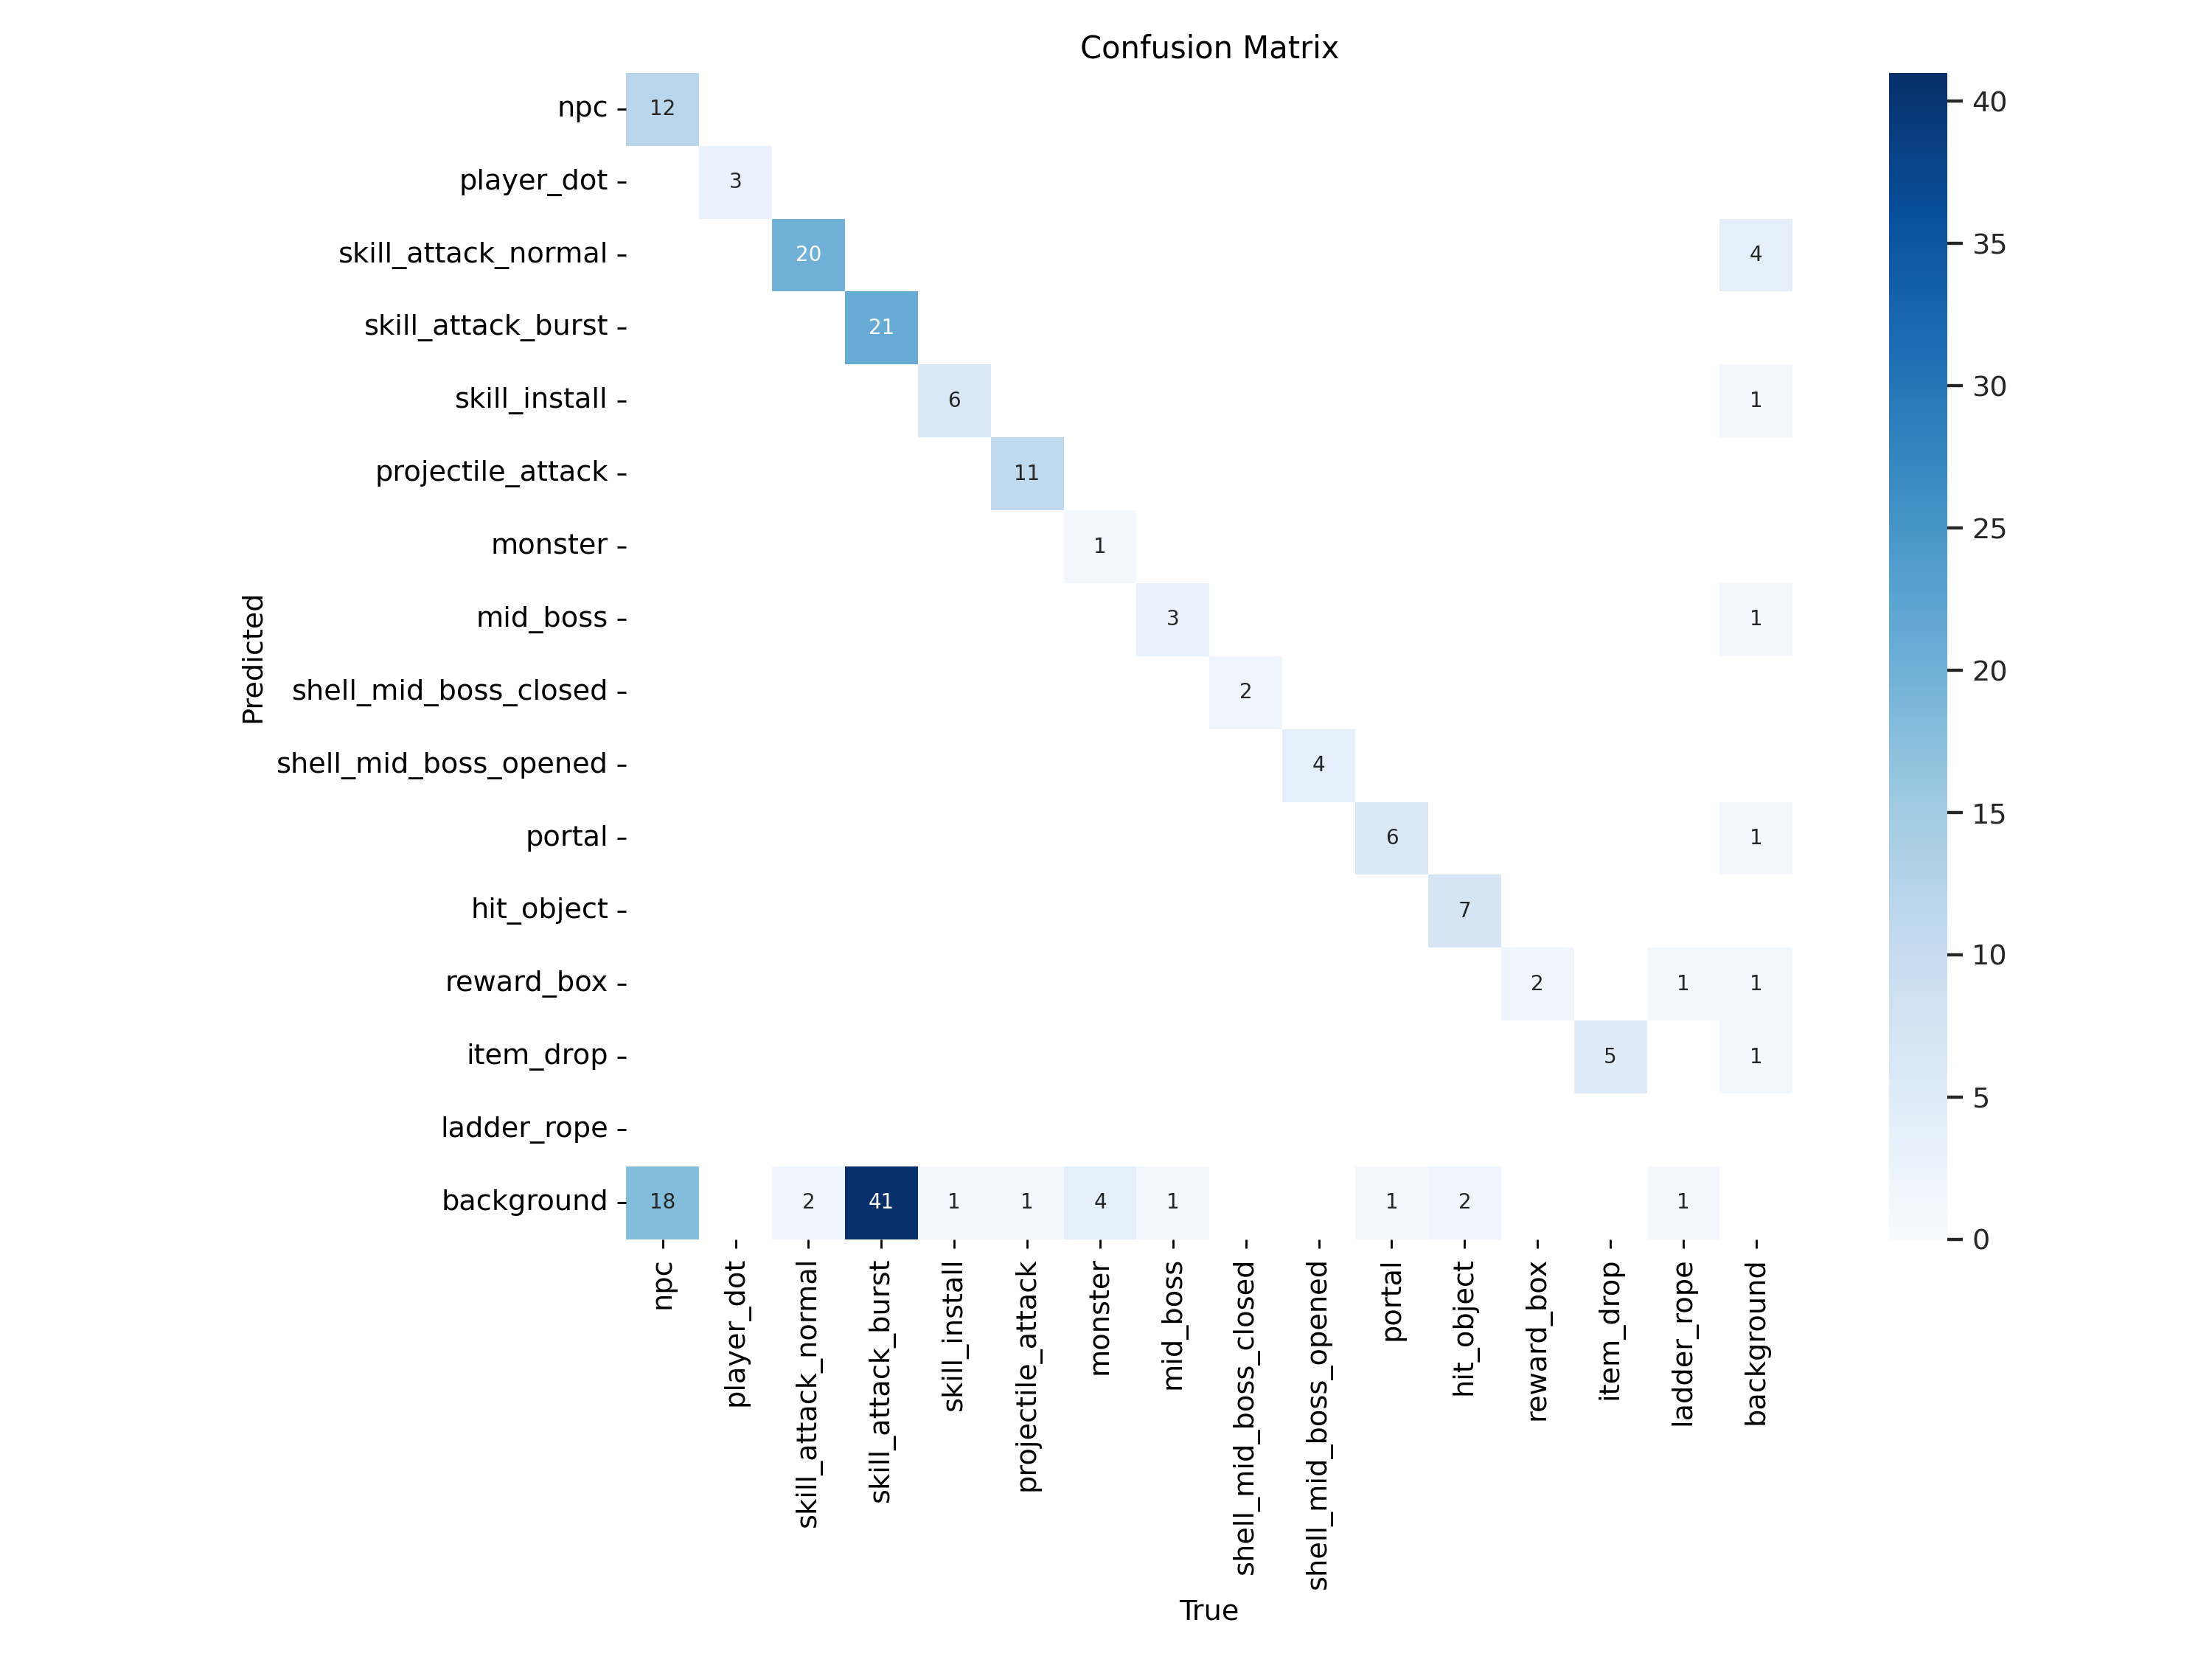 Confusion Matrix
npc 12
player_dot 3
skill_attack_normal 20 4
skill_attack_burst 21
skill_install 6 1
projectile_attack 11
monster 1
mid_boss 3 1
shell_mid_boss_closed 2
shell_mid_boss_opened 4
portal 6 1
hit_object 7
reward_box 2 1 1
item_drop 5 1
ladder_rope
background 18 2 41 1 1 4 1 1 2 1
Predicted
npc
player_dot
skill_attack_normal
skill_attack_burst
skill_install
projectile_attack
monster
mid_boss
shell_mid_boss_closed
shell_mid_boss_opened
portal
hit_object
reward_box
item_drop
ladder_rope
background
True
40
35
30
25
20
15
10
5
0